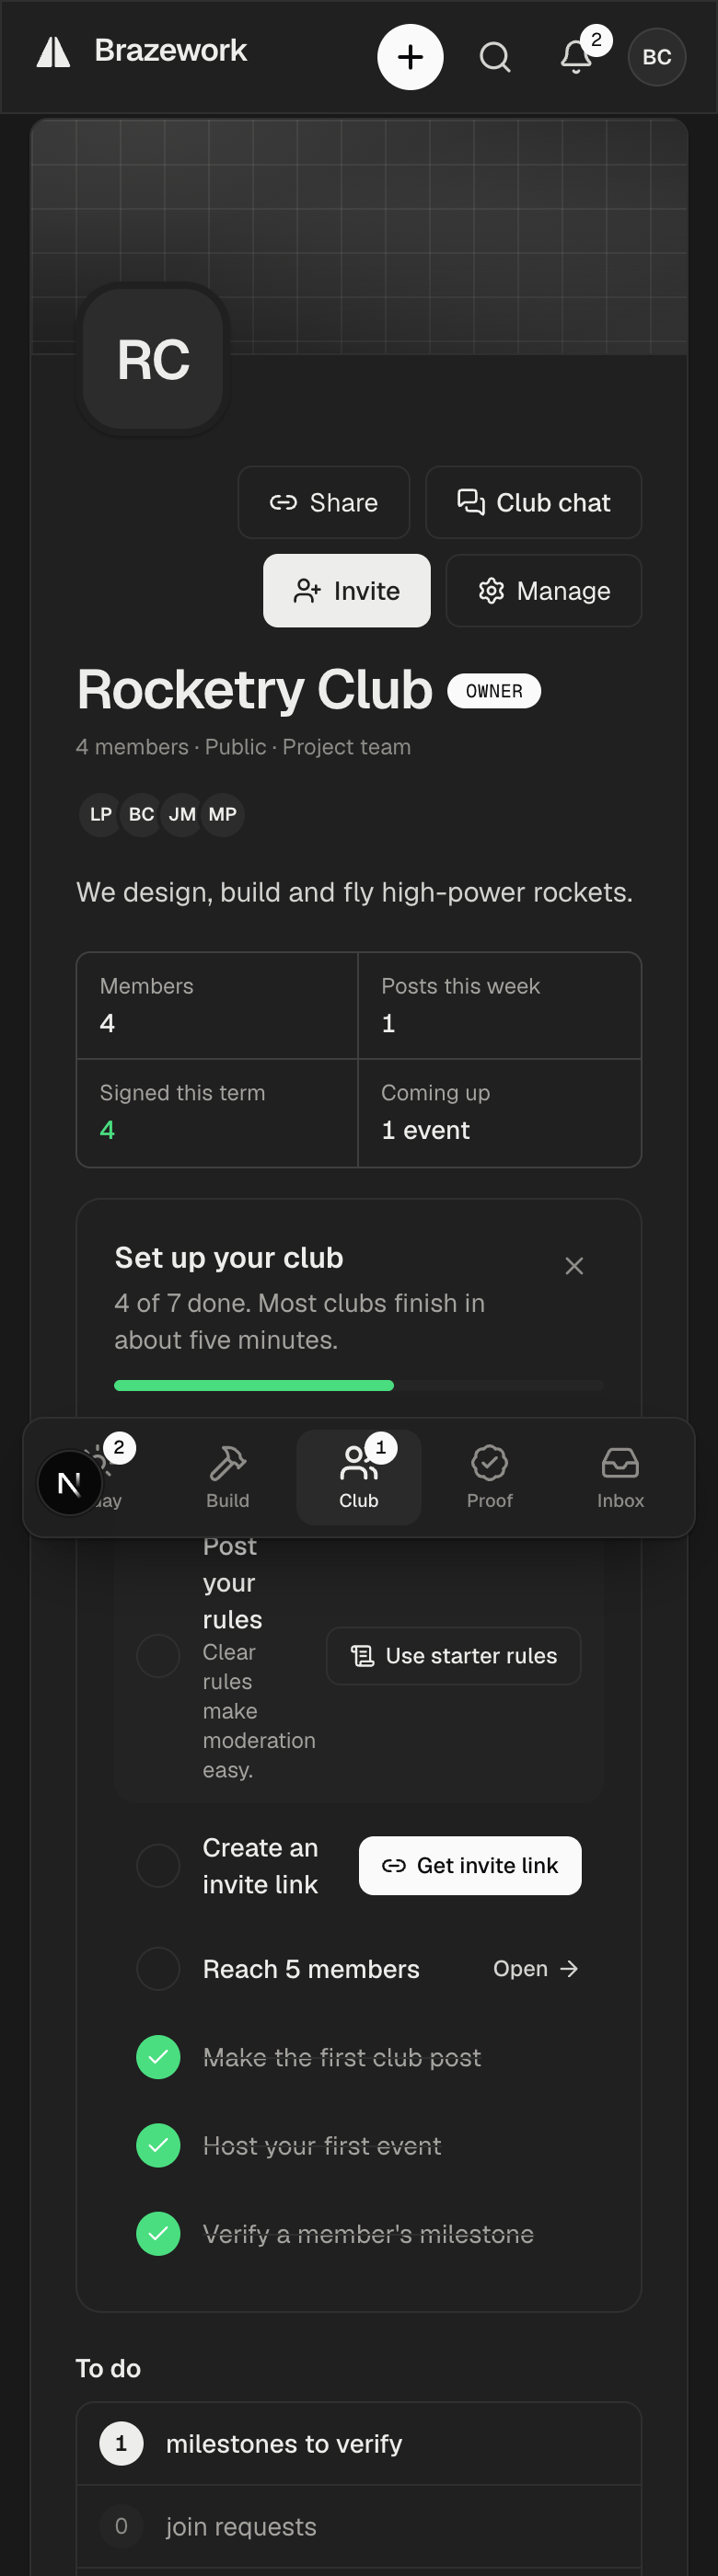 Brazework
2
BC
RC
Share
Club chat
Invite
Manage
Rocketry Club OWNER
4 members · Public · Project team
LP BC JM MP
We design, build and fly high-power rockets.
Members
4
Posts this week
1
Signed this term
4
Coming up
1 event
Set up your club
4 of 7 done. Most clubs finish in
about five minutes.
2
N
Build
1
Club
Proof
Inbox
Post
your
rules
Clear
rules
make
moderation
easy.
Use starter rules
Create an
invite link
Get invite link
Reach 5 members
Open
Make the first club post
Host your first event
Verify a member's milestone
To do
1 milestones to verify
0 join requests